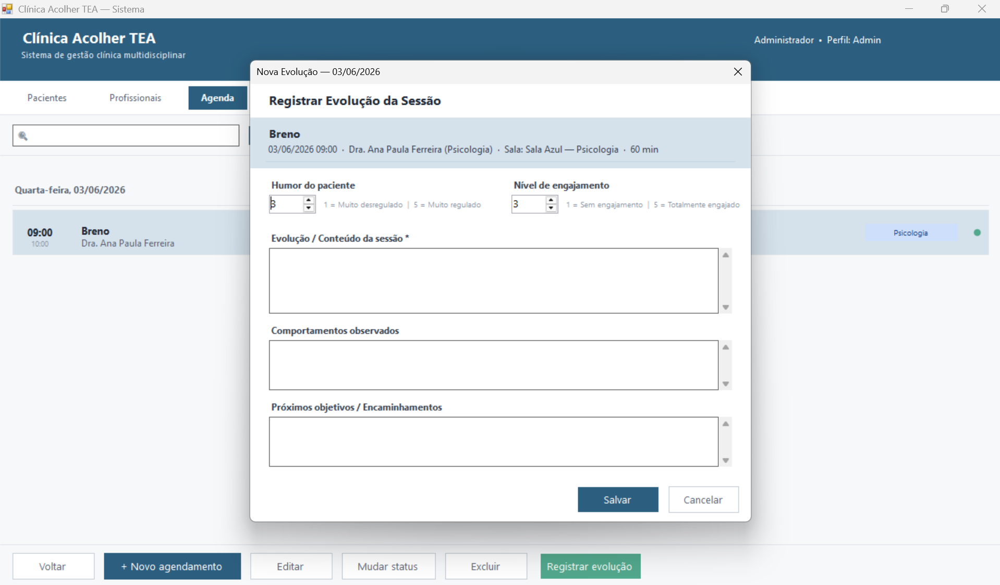 Clínica Acolher TEA — Sistema
Clínica Acolher TEA
Sistema de gestão clínica multidisciplinar
Administrador • Perfil: Admin
Pacientes
Profissionais
Agenda
Quarta-feira, 03/06/2026
09:00
10:00
Breno
Dra. Ana Paula Ferreira
Psicologia
Nova Evolução — 03/06/2026
Registrar Evolução da Sessão
Breno
03/06/2026 09:00 · Dra. Ana Paula Ferreira (Psicologia) · Sala: Sala Azul — Psicologia · 60 min
Humor do paciente
3
1 = Muito desregulado | 5 = Muito regulado
Nível de engajamento
3
1 = Sem engajamento | 5 = Totalmente engajado
Evolução / Conteúdo da sessão *
Comportamentos observados
Próximos objetivos / Encaminhamentos
Salvar
Cancelar
Voltar
+ Novo agendamento
Editar
Mudar status
Excluir
Registrar evolução